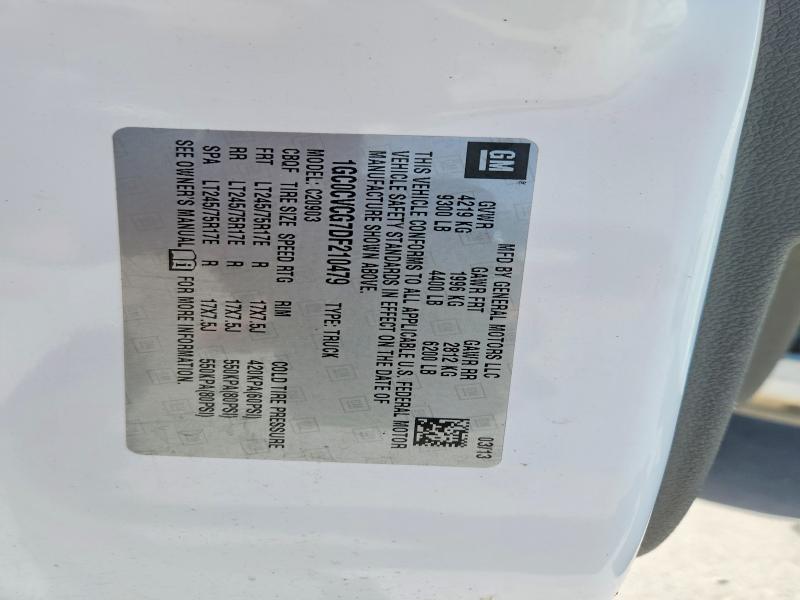 GM
MFD BY GENERAL MOTORS LLC 03/13
GVWR GAWR FRT GAWR RR
4219 KG 1996 KG 2812 KG
9300 LB 4400 LB 6200 LB
THIS VEHICLE CONFORMS TO ALL APPLICABLE U.S. FEDERAL MOTOR
VEHICLE SAFETY STANDARDS IN EFFECT ON THE DATE OF
MANUFACTURE SHOWN ABOVE.
1GC0CVCG7DF210479 TYPE: TRUCK
MODEL: C20903
CBQF TIRE SIZE SPEED RTG RIM COLD TIRE PRESSURE
FRT LT245/75R17E R 17X7.5J 420KPA(60PSI)
RR LT245/75R17E R 17X7.5J 550KPA(80PSI)
SPA LT245/75R17E R 17X7.5J 550KPA(80PSI)
SEE OWNER'S MANUAL FOR MORE INFORMATION.